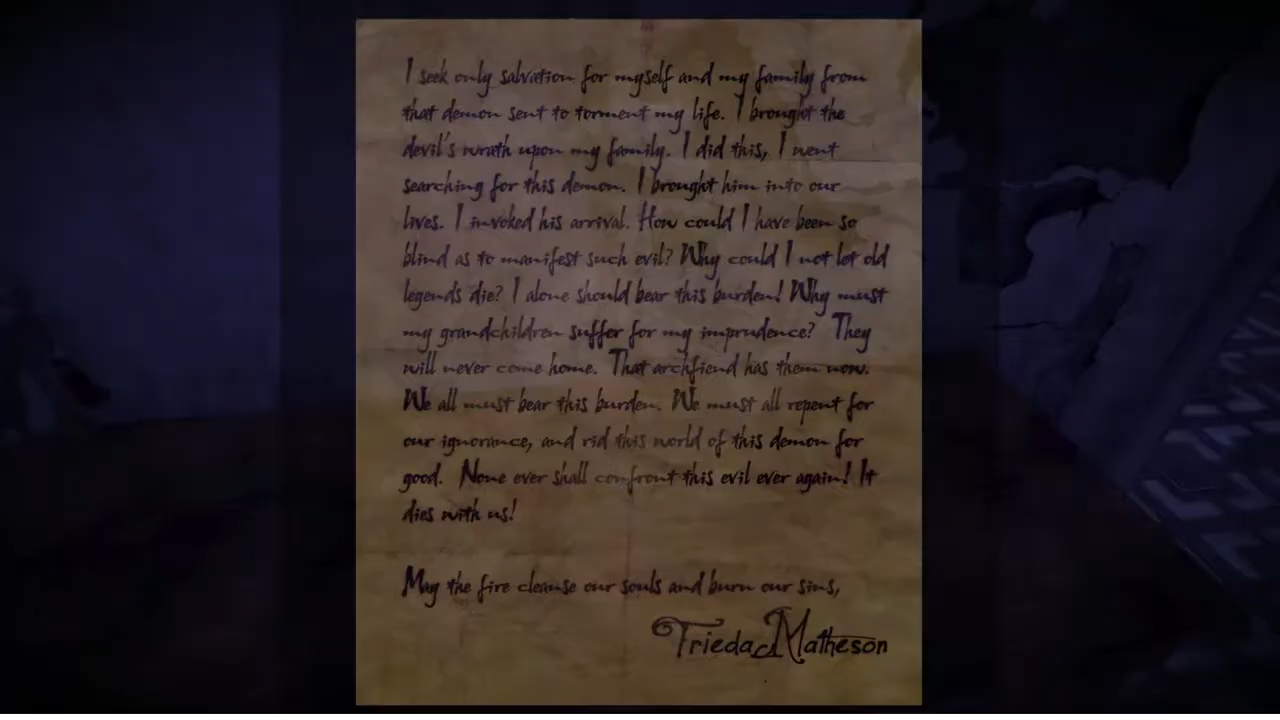 I seek only salvation for myself and my family from
that demon sent to torment my life. I brought the
devil's wrath upon my family. I did this, I went
searching for this demon. I brought him into our
lives. I invoked his arrival. How could I have been so
blind as to manifest such evil? Why could I not let old
legends die? I alone should bear this burden! Why must
my grandchildren suffer for my imprudence? They
will never come home. That archfiend has them now.
We all must bear this burden. We must all repent for
our ignorance, and rid this world of this demon for
good. None ever shall confront this evil ever again! It
dies with us!
May the fire cleanse our souls and burn our sins,
Frieda Matheson